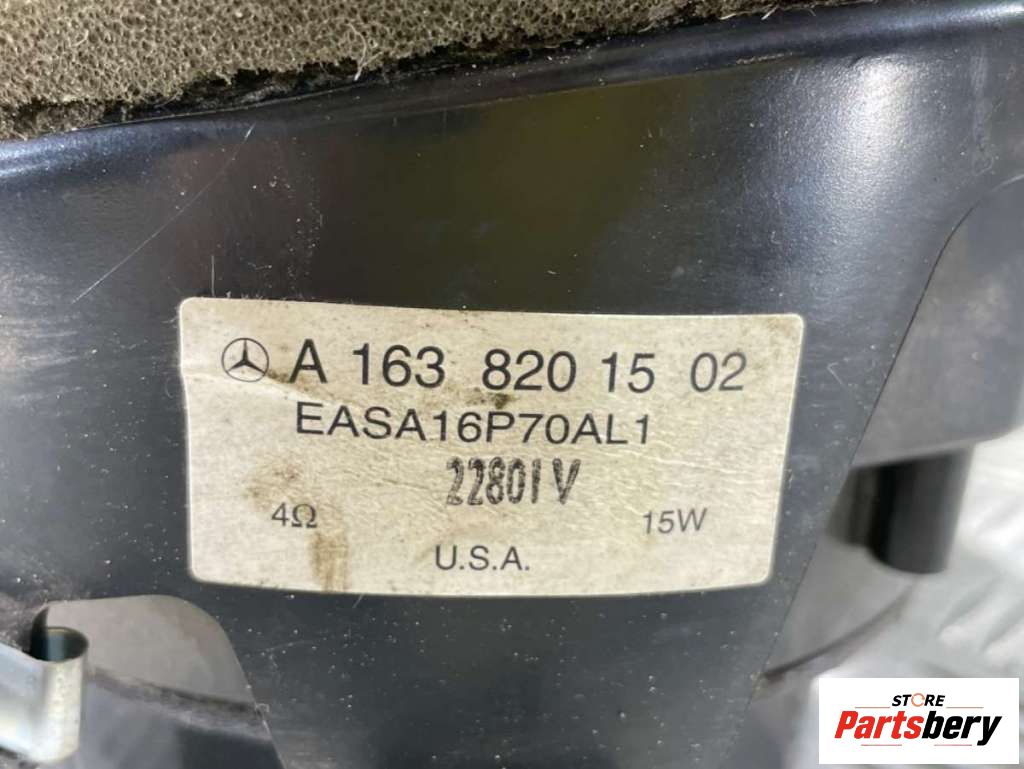 A 163 820 15 02
EASA16P70AL1
22801V
4Ω 15W
U.S.A.
STORE
Partsbery